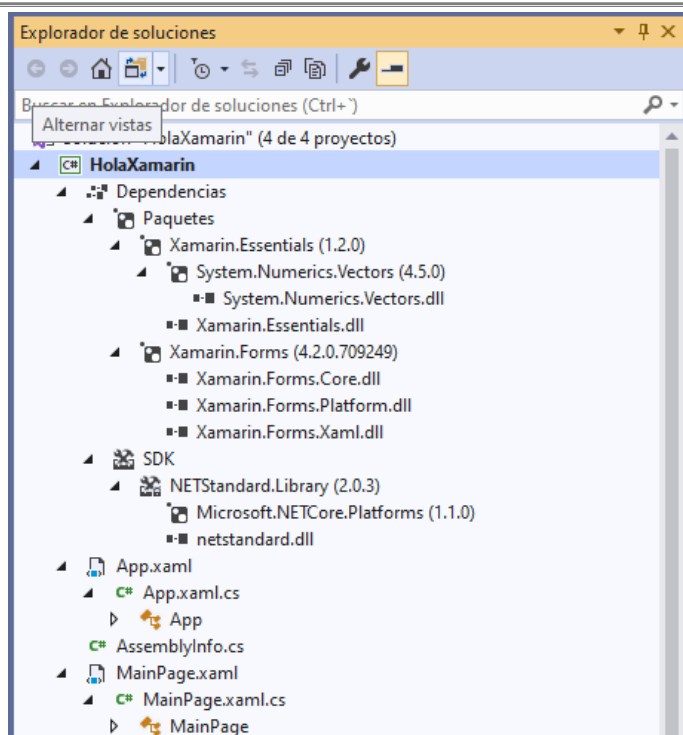 Explorador de soluciones
Buscar en Explorador de soluciones (Ctrl+`)
Alternar vistas
"HolaXamarin" (4 de 4 proyectos)
C# HolaXamarin
Dependencias
Paquetes
Xamarin.Essentials (1.2.0)
System.Numerics.Vectors (4.5.0)
System.Numerics.Vectors.dll
Xamarin.Essentials.dll
Xamarin.Forms (4.2.0.709249)
Xamarin.Forms.Core.dll
Xamarin.Forms.Platform.dll
Xamarin.Forms.Xaml.dll
SDK
NETStandard.Library (2.0.3)
Microsoft.NETCore.Platforms (1.1.0)
netstandard.dll
App.xaml
C# App.xaml.cs
App
C# AssemblyInfo.cs
MainPage.xaml
C# MainPage.xaml.cs
MainPage